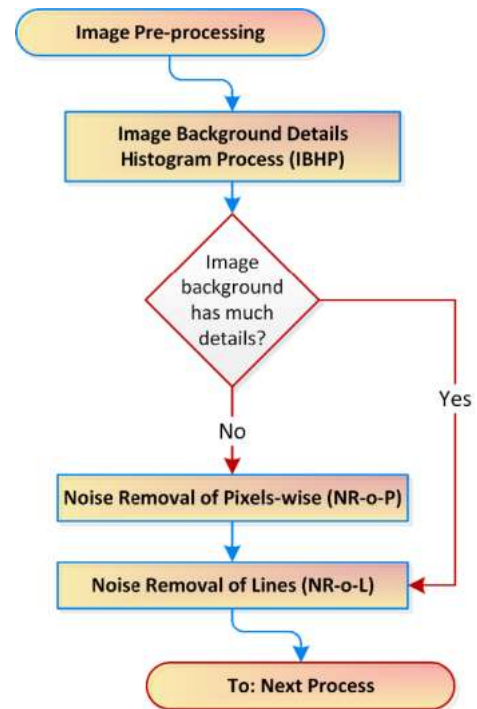 Image Pre-processing
Image Background Details
Histogram Process (IBHP)
Image
background
has much
details?
Yes
No
Noise Removal of Pixels-wise (NR-o-P)
Noise Removal of Lines (NR-o-L)
To: Next Process